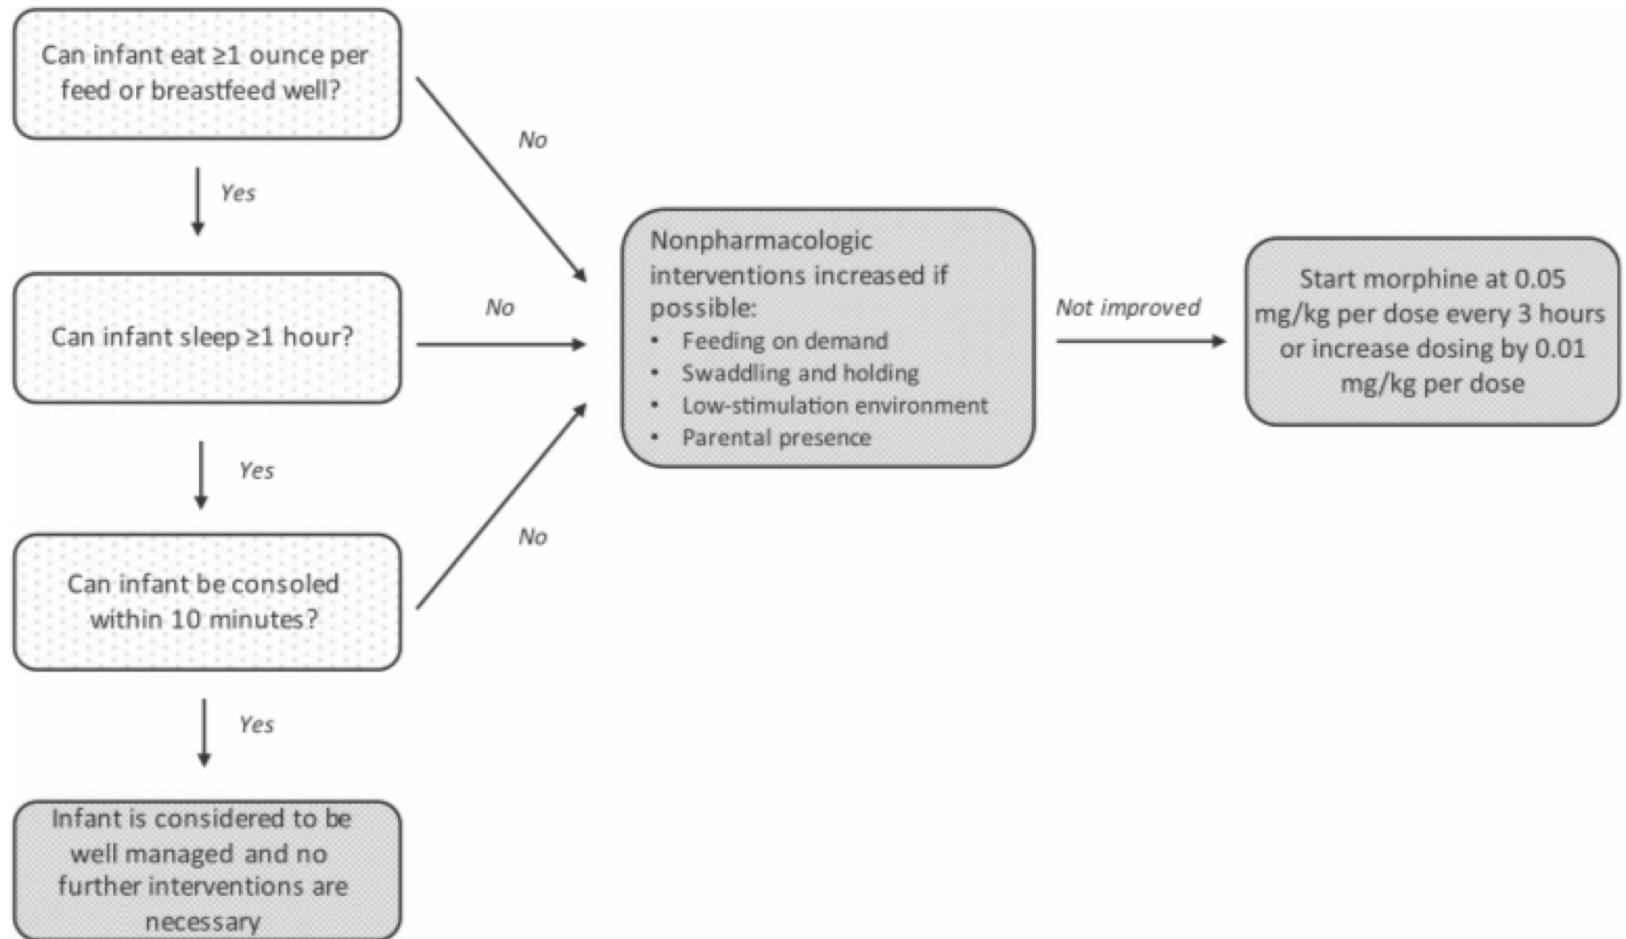 Can infant eat ≥1 ounce per
feed or breastfeed well?
No
Yes
Can infant sleep ≥1 hour?
No
Yes
Can infant be consoled
within 10 minutes?
No
Yes
Infant is considered to be
well managed and no
further interventions are
necessary
Nonpharmacologic
interventions increased if
possible:
• Feeding on demand
• Swaddling and holding
• Low-stimulation environment
• Parental presence
Not improved
Start morphine at 0.05
mg/kg per dose every 3 hours
or increase dosing by 0.01
mg/kg per dose